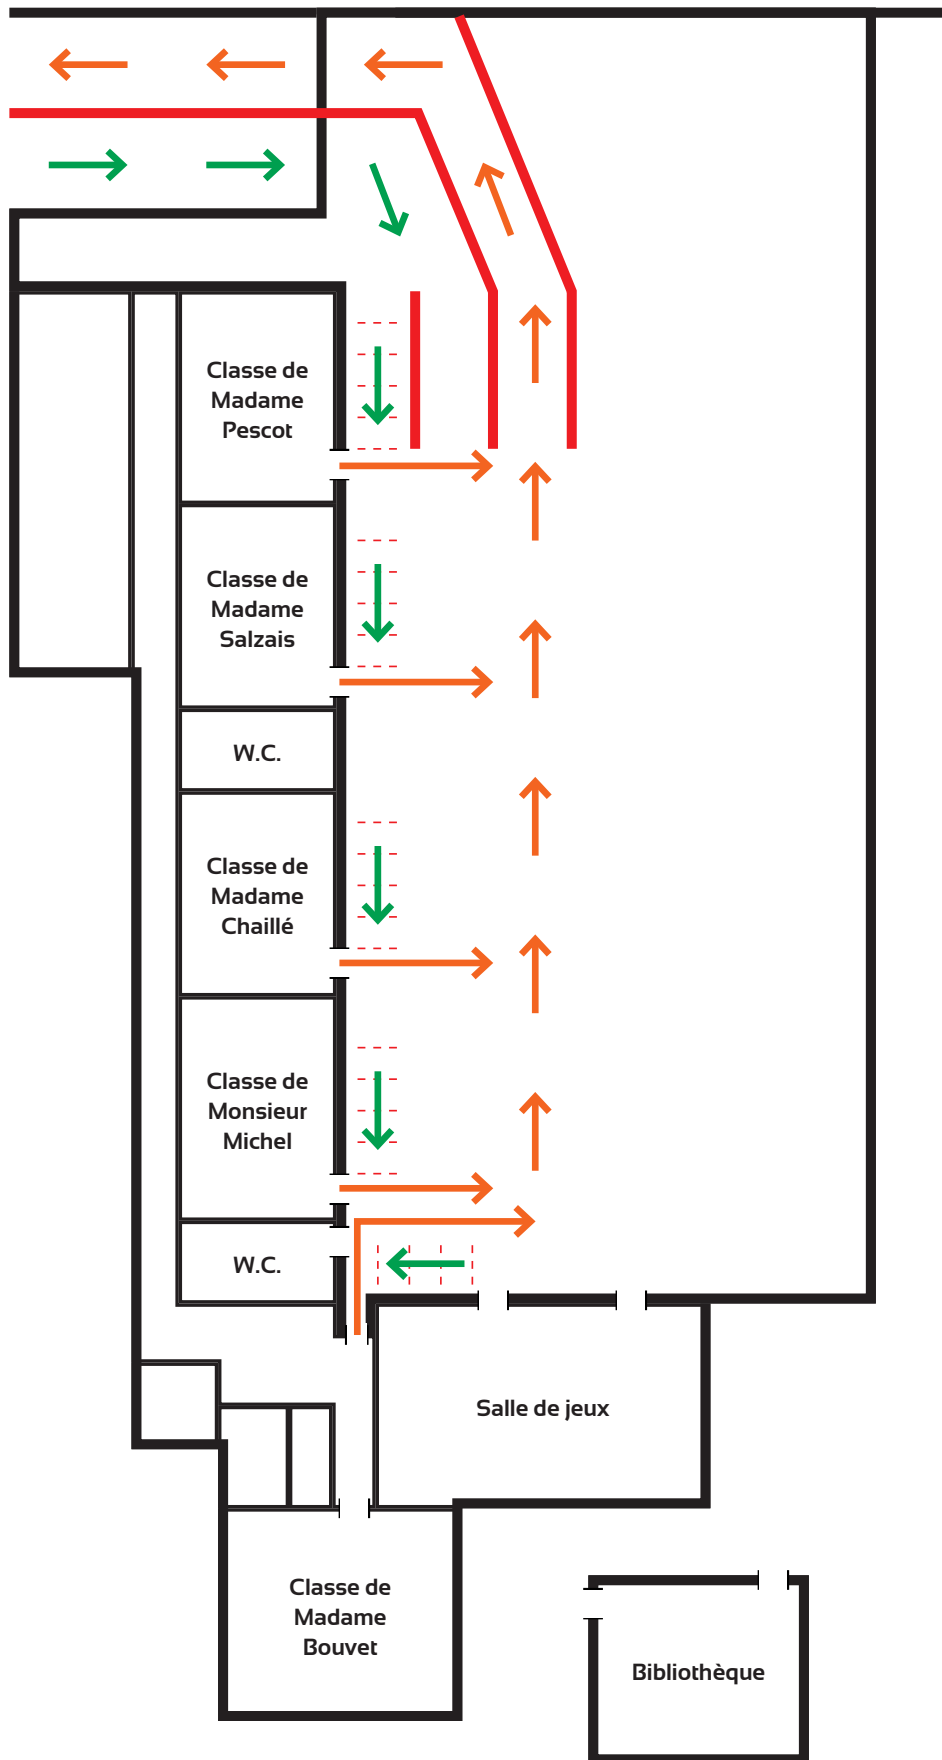 Classe de
Madame
Pescot
Classe de
Madame
Salzais
W.C.
Classe de
Madame
Chaillé
Classe de
Monsieur
Michel
W.C.
Salle de jeux
Classe de
Madame
Bouvet
Bibliothèque